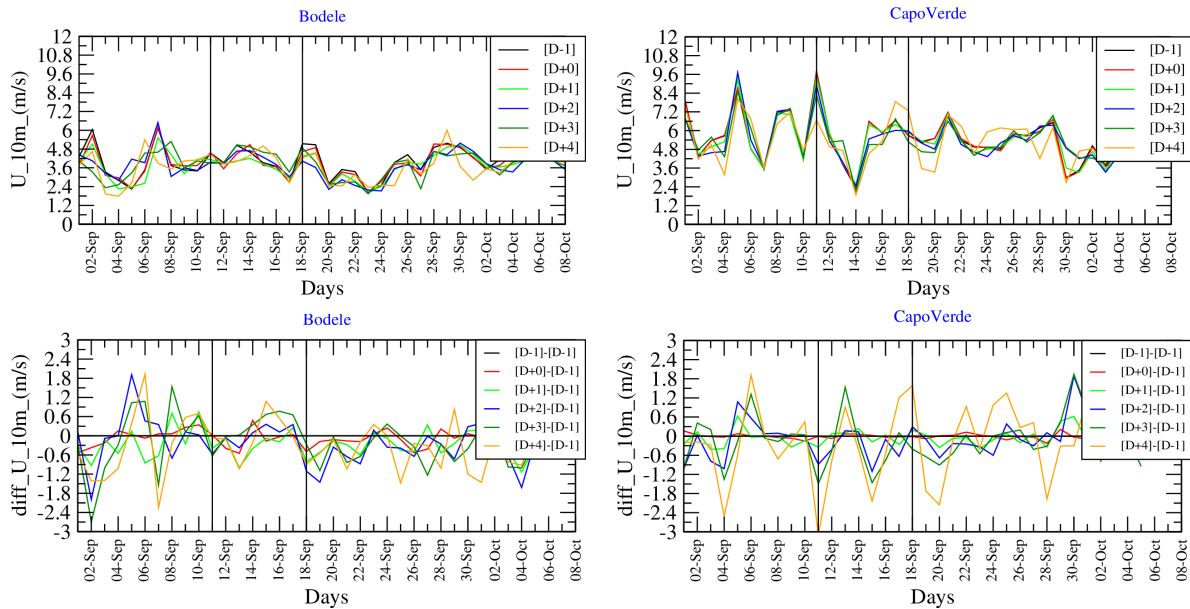 Bodele
U_10m_(m/s)
12
10.8
9.6
8.4
7.2
6
4.8
3.6
2.4
1.2
0
[D-1]
[D+0]
[D+1]
[D+2]
[D+3]
[D+4]
02-Sep
04-Sep
06-Sep
08-Sep
10-Sep
12-Sep
14-Sep
16-Sep
18-Sep
20-Sep
22-Sep
24-Sep
26-Sep
28-Sep
30-Sep
02-Oct
04-Oct
06-Oct
08-Oct
Days
CapoVerde
U_10m_(m/s)
12
10.8
9.6
8.4
7.2
6
4.8
3.6
2.4
1.2
0
[D-1]
[D+0]
[D+1]
[D+2]
[D+3]
[D+4]
02-Sep
04-Sep
06-Sep
08-Sep
10-Sep
12-Sep
14-Sep
16-Sep
18-Sep
20-Sep
22-Sep
24-Sep
26-Sep
28-Sep
30-Sep
02-Oct
04-Oct
06-Oct
08-Oct
Days
Bodele
diff_U_10m_(m/s)
3
2.4
1.8
1.2
0.6
0
-0.6
-1.2
-1.8
-2.4
-3
[D-1]-[D-1]
[D+0]-[D-1]
[D+1]-[D-1]
[D+2]-[D-1]
[D+3]-[D-1]
[D+4]-[D-1]
02-Sep
04-Sep
06-Sep
08-Sep
10-Sep
12-Sep
14-Sep
16-Sep
18-Sep
20-Sep
22-Sep
24-Sep
26-Sep
28-Sep
30-Sep
02-Oct
04-Oct
06-Oct
08-Oct
Days
CapoVerde
diff_U_10m_(m/s)
3
2.4
1.8
1.2
0.6
0
-0.6
-1.2
-1.8
-2.4
-3
[D-1]-[D-1]
[D+0]-[D-1]
[D+1]-[D-1]
[D+2]-[D-1]
[D+3]-[D-1]
[D+4]-[D-1]
02-Sep
04-Sep
06-Sep
08-Sep
10-Sep
12-Sep
14-Sep
16-Sep
18-Sep
20-Sep
22-Sep
24-Sep
26-Sep
28-Sep
30-Sep
02-Oct
04-Oct
06-Oct
08-Oct
Days